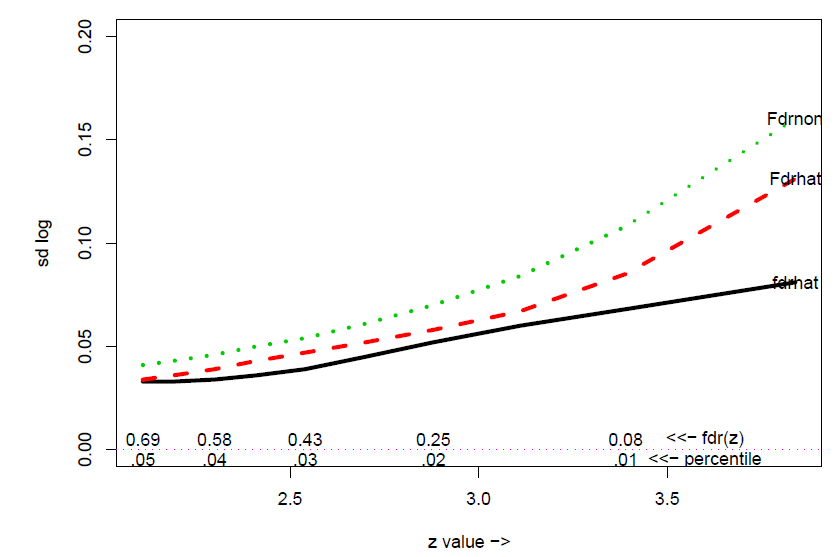 0.20
0.15
0.10
0.05
0.00
sd log
Fdrnon
Fdrhat
fdrhat
0.69 0.58 0.43 0.25 0.08 <<− fdr(z)
.05 .04 .03 .02 .01 <<− percentile
2.5 3.0 3.5
z value −>